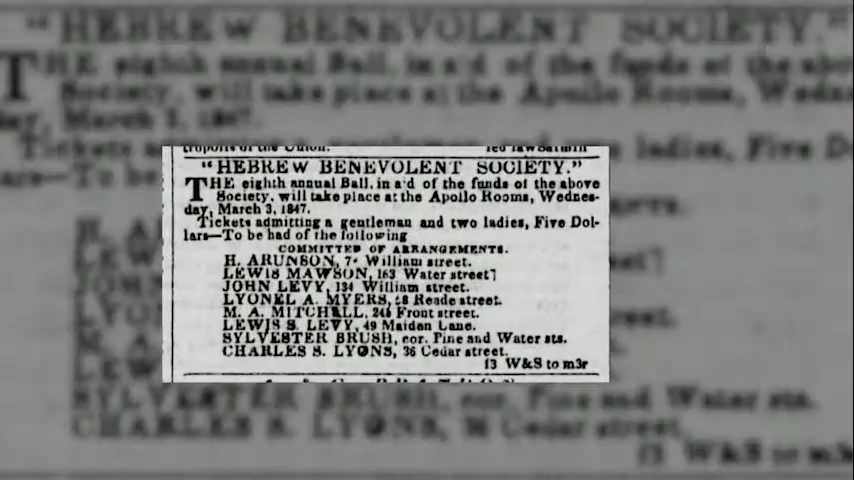 "HEBREW BENEVOLENT SOCIETY."
THE eighth annual Ball, in a'd of the funds of the above
Society, will take place at the Apollo Rooms, Wednes-
day, March 3, 1847.
Tickets admitting a gentleman and two ladies, Five Dol-
lars—To be had of the following
COMMITTED OF ARRANGEMENTS.
H. ARUNSON, William street.
LEWIS MAWSON, 163 Water street
JOHN LEVY, 134 William street.
LYONEL A. MYERS, Reade street.
M. A. MITCHELL, 245 Front street.
LEWIS S. LEVY, 49 Maiden Lane.
SYLVESTER BRUSH, cor. Pine and Water sts.
CHARLES S. LYONS, 36 Cedar street.
f3 W&S to m3r